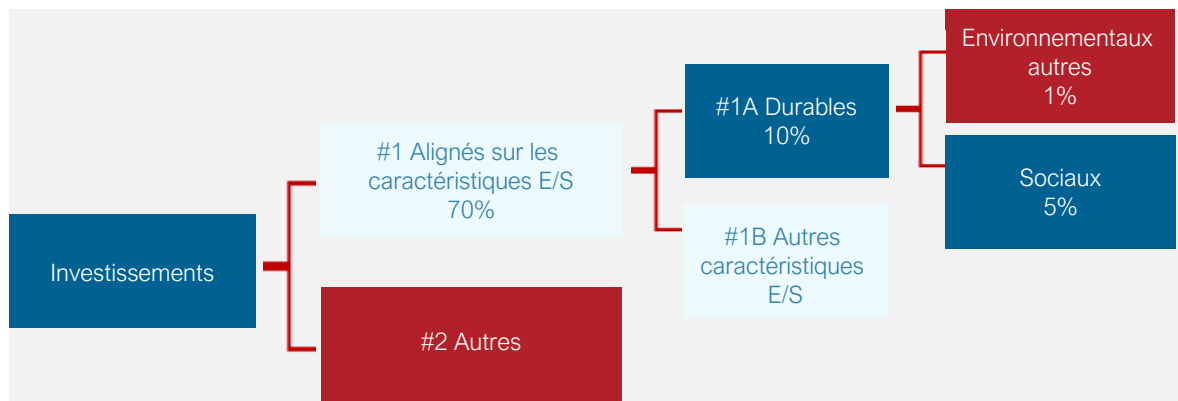 Investissements
#1 Alignés sur les
caractéristiques E/S
70%
#2 Autres
#1A Durables
10%
#1B Autres
caractéristiques
E/S
Environnementaux
autres
1%
Sociaux
5%